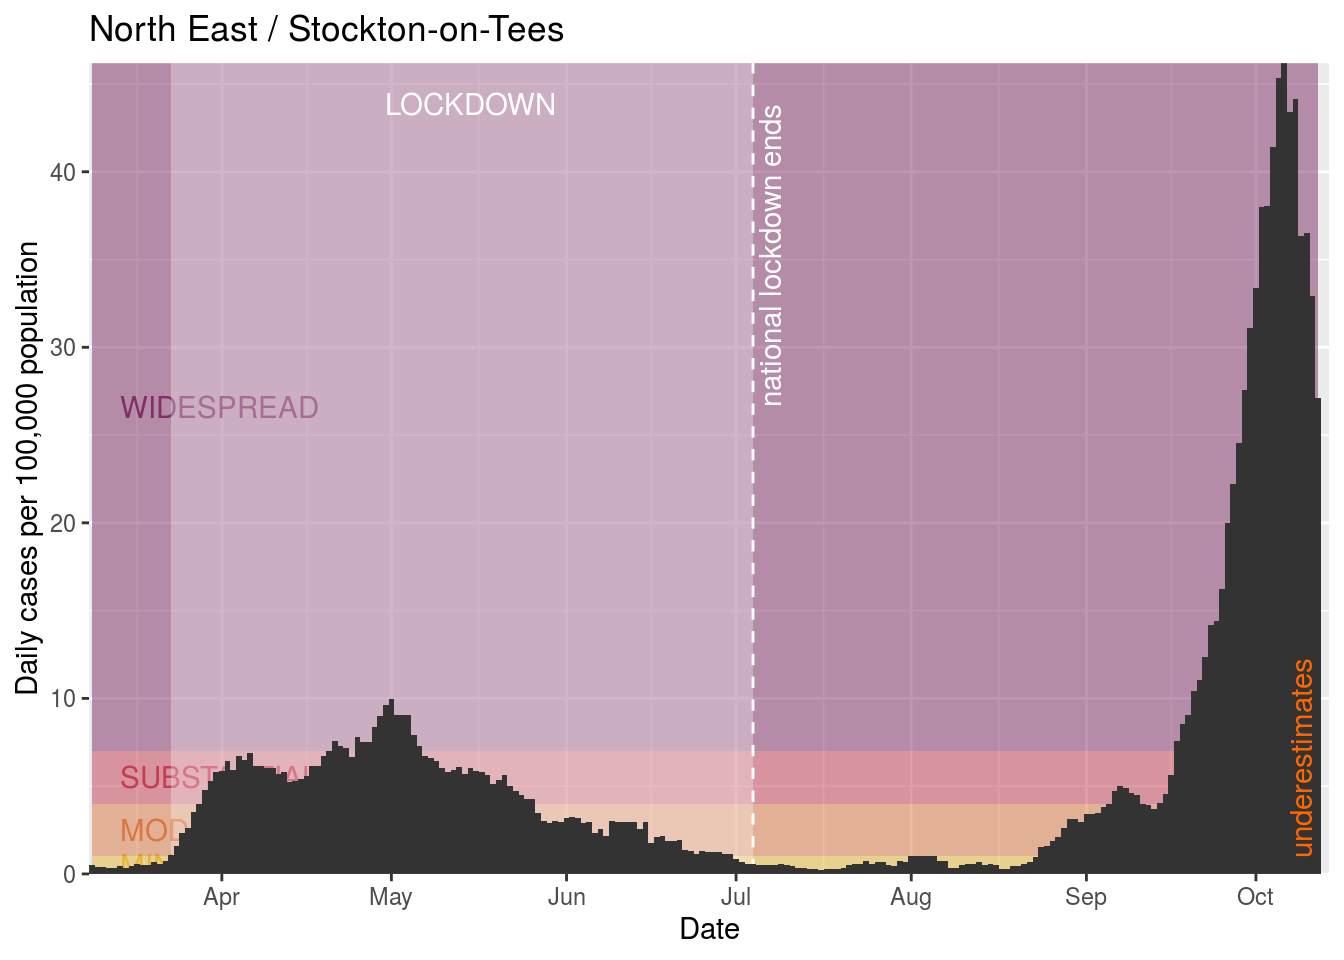 North East / Stockton-on-Tees
LOCKDOWN
national lockdown ends
WIDESPREAD
underestimates
Daily cases per 100,000 population
40
30
20
10
0
Apr
May
Jun
Jul
Aug
Sep
Oct
Date